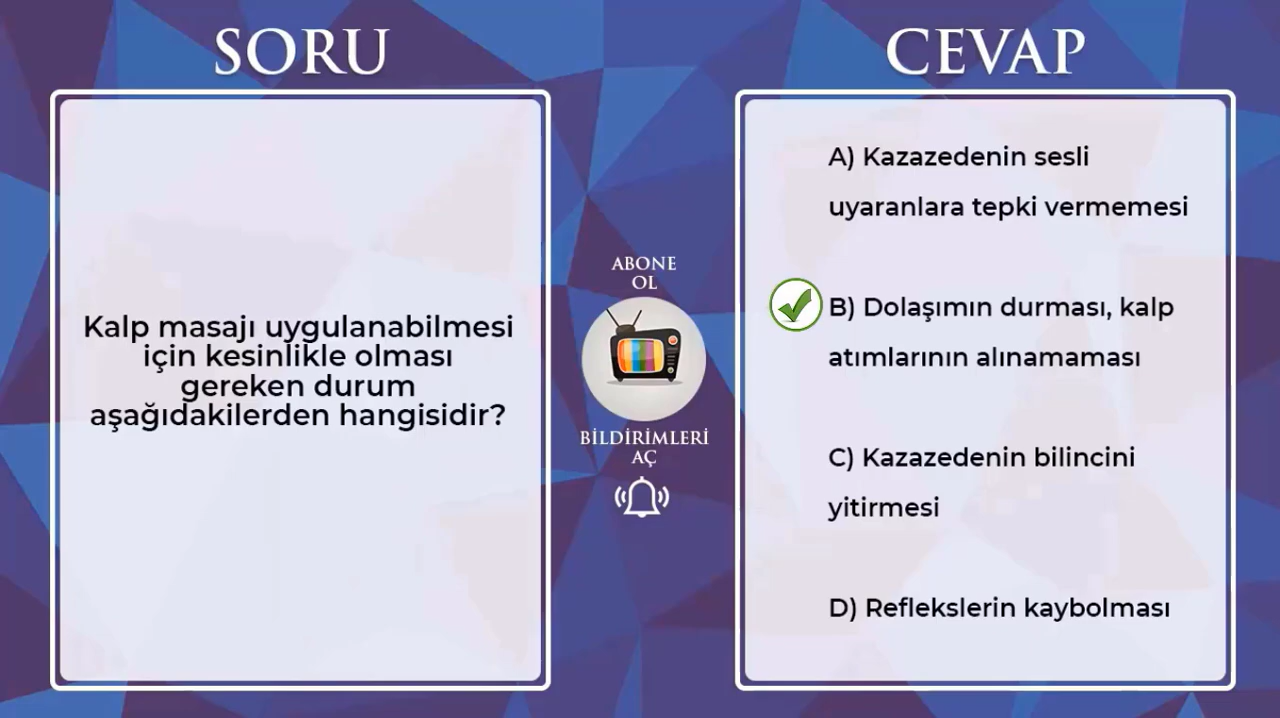 SORU
Kalp masajı uygulanabilmesi
için kesinlikle olması
gereken durum
aşağıdakilerden hangisidir?
ABONE
OL
BİLDİRİMLERİ
AÇ
CEVAP
A) Kazazedenin sesli
uyaranlara tepki vermemesi
B) Dolaşımın durması, kalp
atımlarının alınamaması
C) Kazazedenin bilincini
yitirmesi
D) Reflekslerin kaybolması